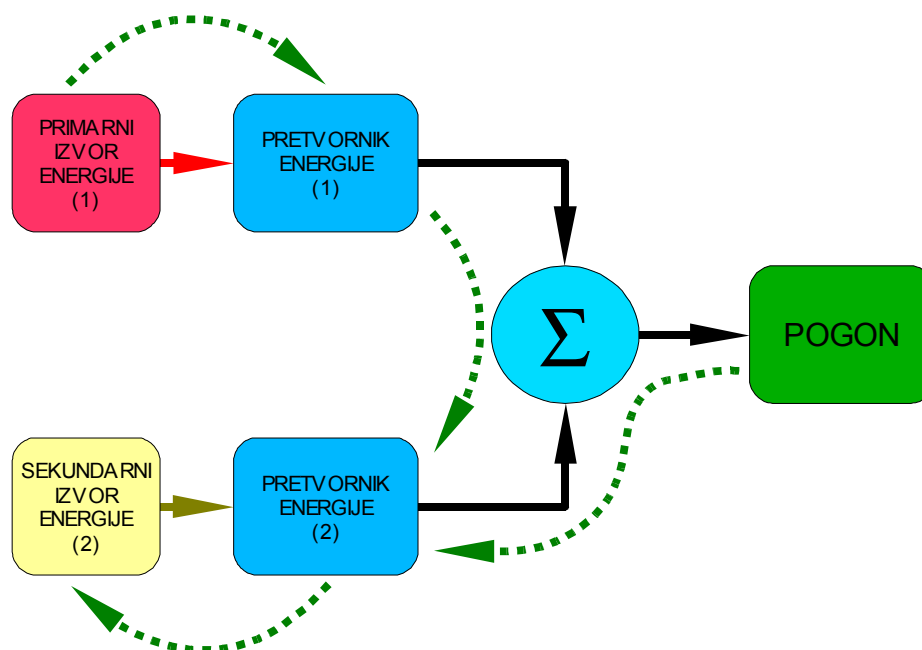 PRIMARNI
IZVOR
ENERGIJE
(1)
PRETVORNIK
ENERGIJE
(1)
Σ
POGON
SEKUNDARNI
IZVOR
ENERGIJE
(2)
PRETVORNIK
ENERGIJE
(2)